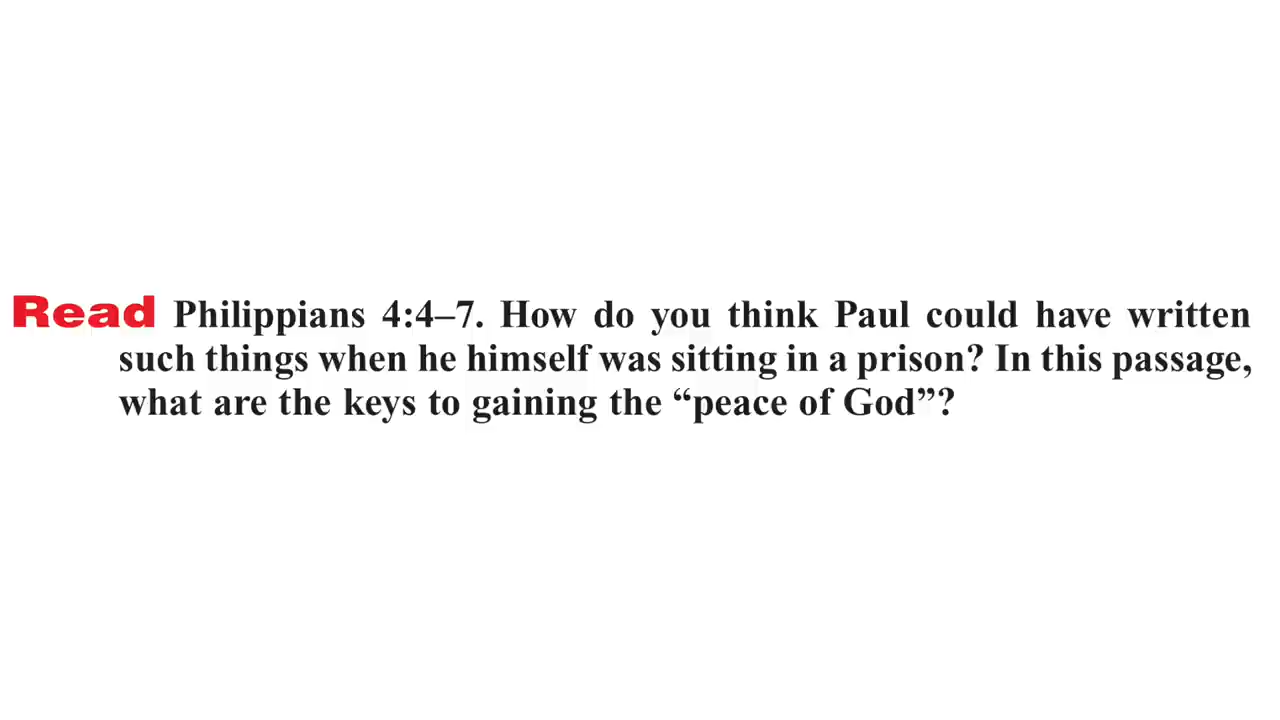 Read Philippians 4:4–7. How do you think Paul could have written
such things when he himself was sitting in a prison? In this passage,
what are the keys to gaining the “peace of God”?